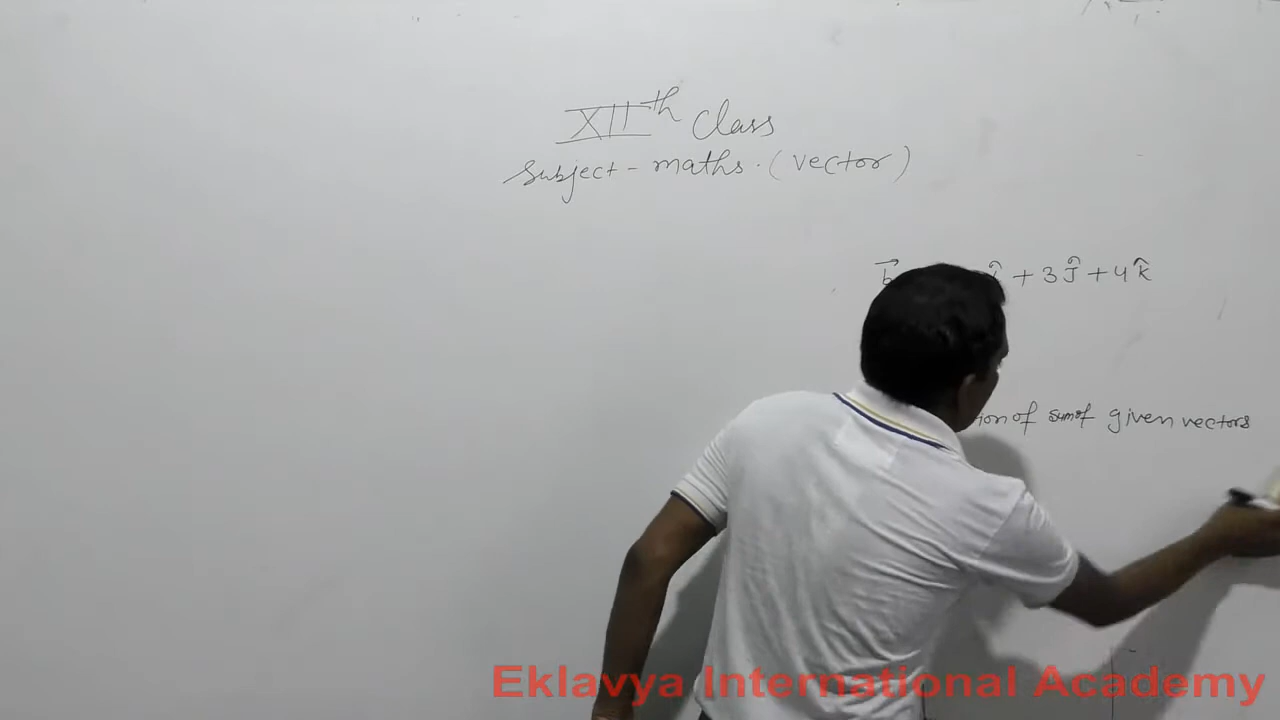 XIIth Class
Subject - maths. (vector)
b⃗ î + 3ĵ + 4k̂
ion of sum of given vectors
Eklavya International Academy